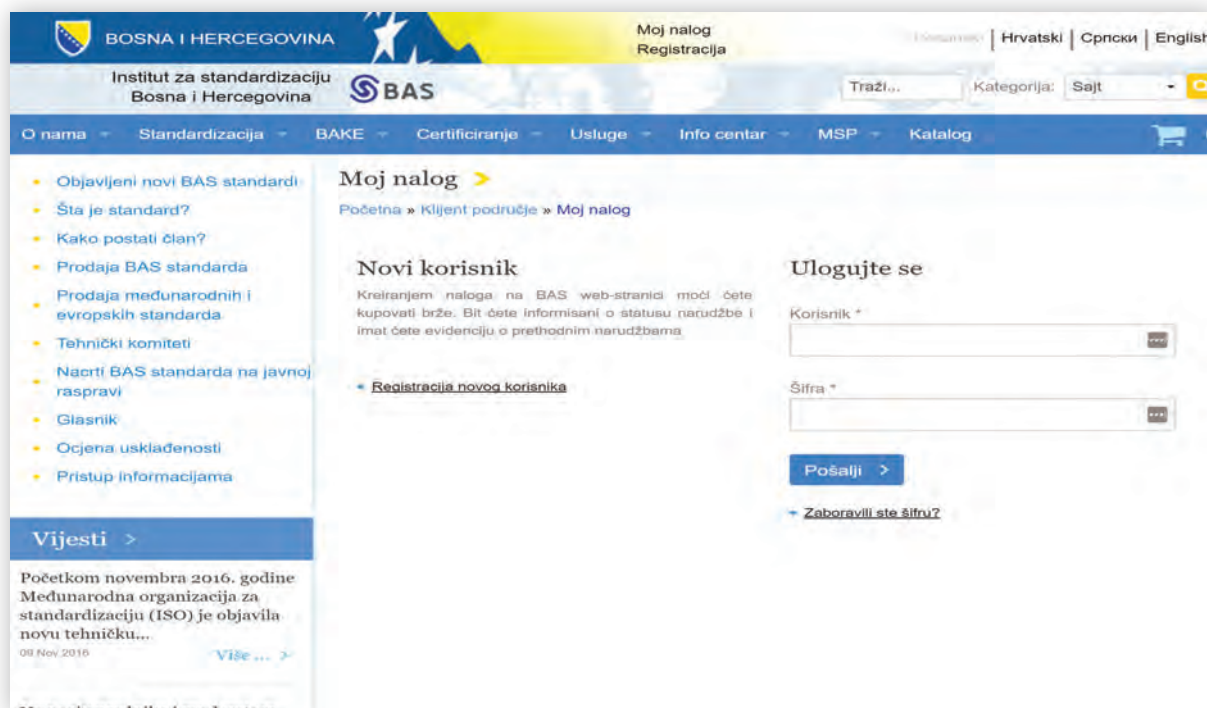 BOSNA I HERCEGOVINA
Moj nalog
Registracija
Hrvatski | Српски | English
Institut za standardizaciju
Bosna i Hercegovina
BAS
Traži...
Kategorija:
Sajt
O nama
Standardizacija
BAKE
Certificiranje
Usluge
Info centar
MSP
Katalog
Objavljeni novi BAS standardi
Šta je standard?
Kako postati član?
Prodaja BAS standarda
Prodaja međunarodnih i
evropskih standarda
Tehnički komiteti
Nacrti BAS standarda na javnoj
raspravi
Glasnik
Ocjena usklađenosti
Pristup informacijama
Vijesti >
Početkom novembra 2016. godine
Međunarodna organizacija za
standardizaciju (ISO) je objavila
novu tehničku...
09 Nov 2016
Više ... >
Moj nalog >
Početna » Klijent područje » Moj nalog
Novi korisnik
Kreiranjem naloga na BAS web-stranici moći ćete
kupovati brže. Bit ćete informisani o statusu narudžbe i
imat ćete evidenciju o prethodnim narudžbama
Registracija novog korisnika
Ulogujte se
Korisnik *
Šifra *
Pošalji >
Zaboravili ste šifru?